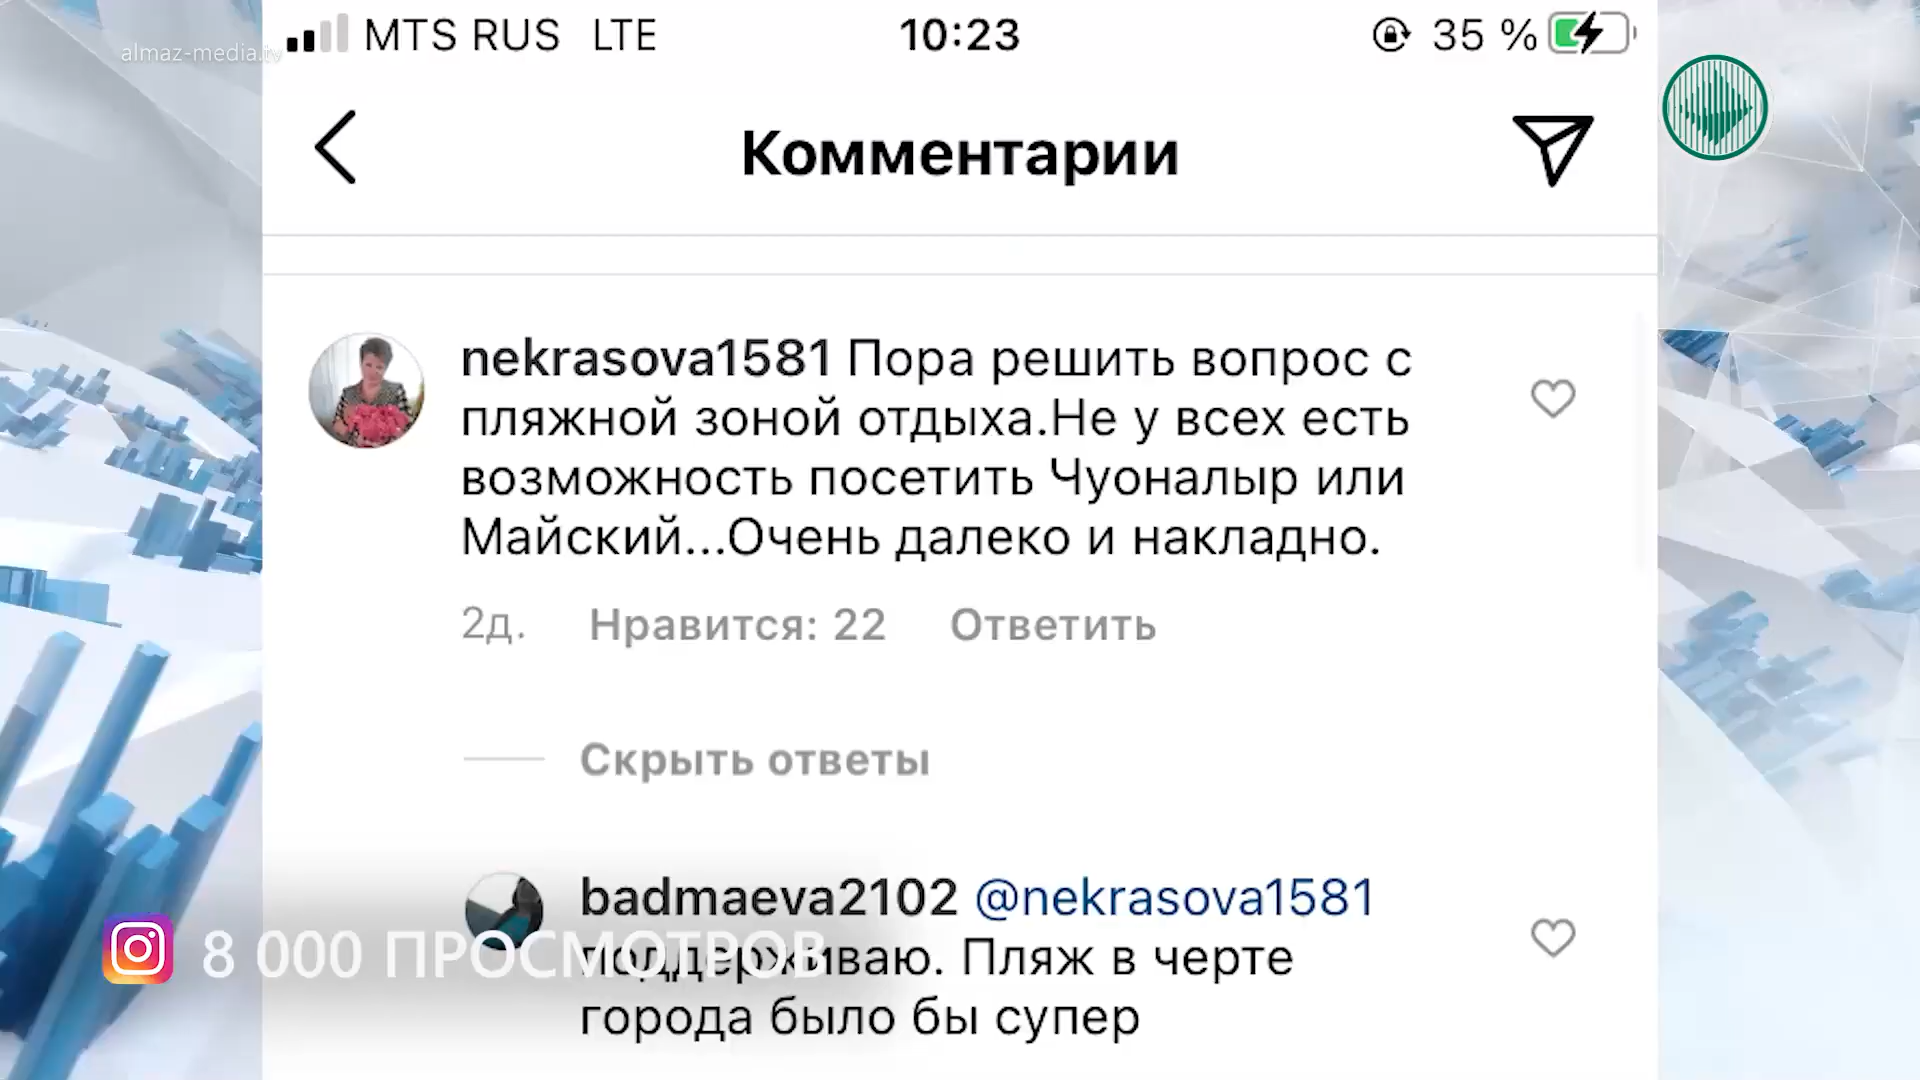 almaz-media.tv
MTS RUS LTE 10:23 35 %
Комментарии
nekrasova1581 Пора решить вопрос с
пляжной зоной отдыха.Не у всех есть
возможность посетить Чуоналыр или
Майский...Очень далеко и накладно.
2д. Нравится: 22 Ответить
Скрыть ответы
badmaeva2102 @nekrasova1581
поддерживаю. Пляж в черте
города было бы супер
8 000 ПРОСМОТРОВ